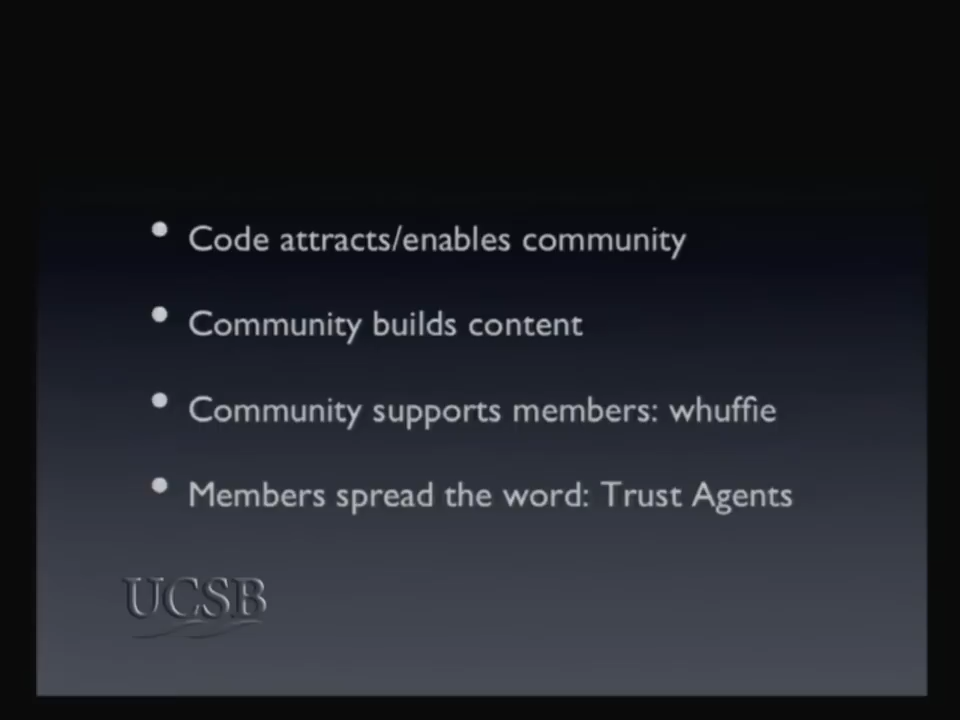 • Code attracts/enables community
• Community builds content
• Community supports members: whuffie
• Members spread the word: Trust Agents
UCSB